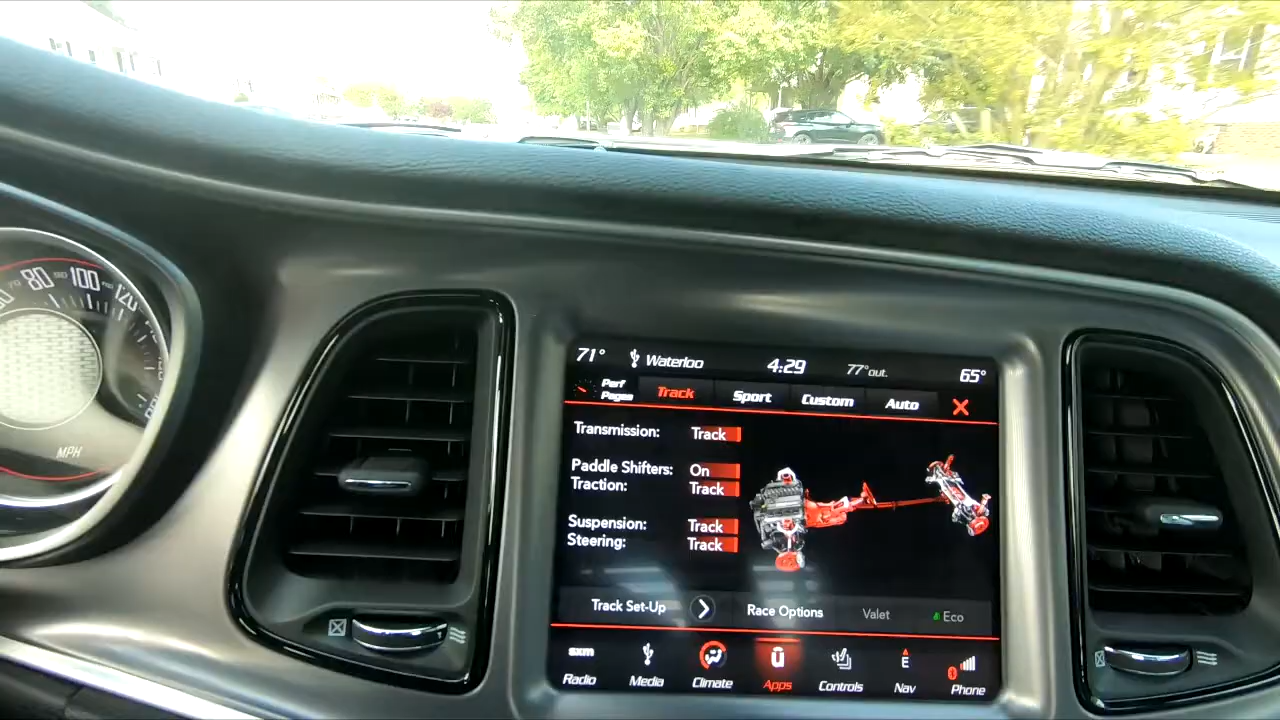 80 100 120
MPH
71° Waterloo 4:29 77°out. 65°
Perf Pages Track Sport Custom Auto X
Transmission: Track
Paddle Shifters: On
Traction: Track
Suspension: Track
Steering: Track
Track Set-Up Race Options Valet Eco
sxm E
Radio Media Climate Apps Controls Nav Phone